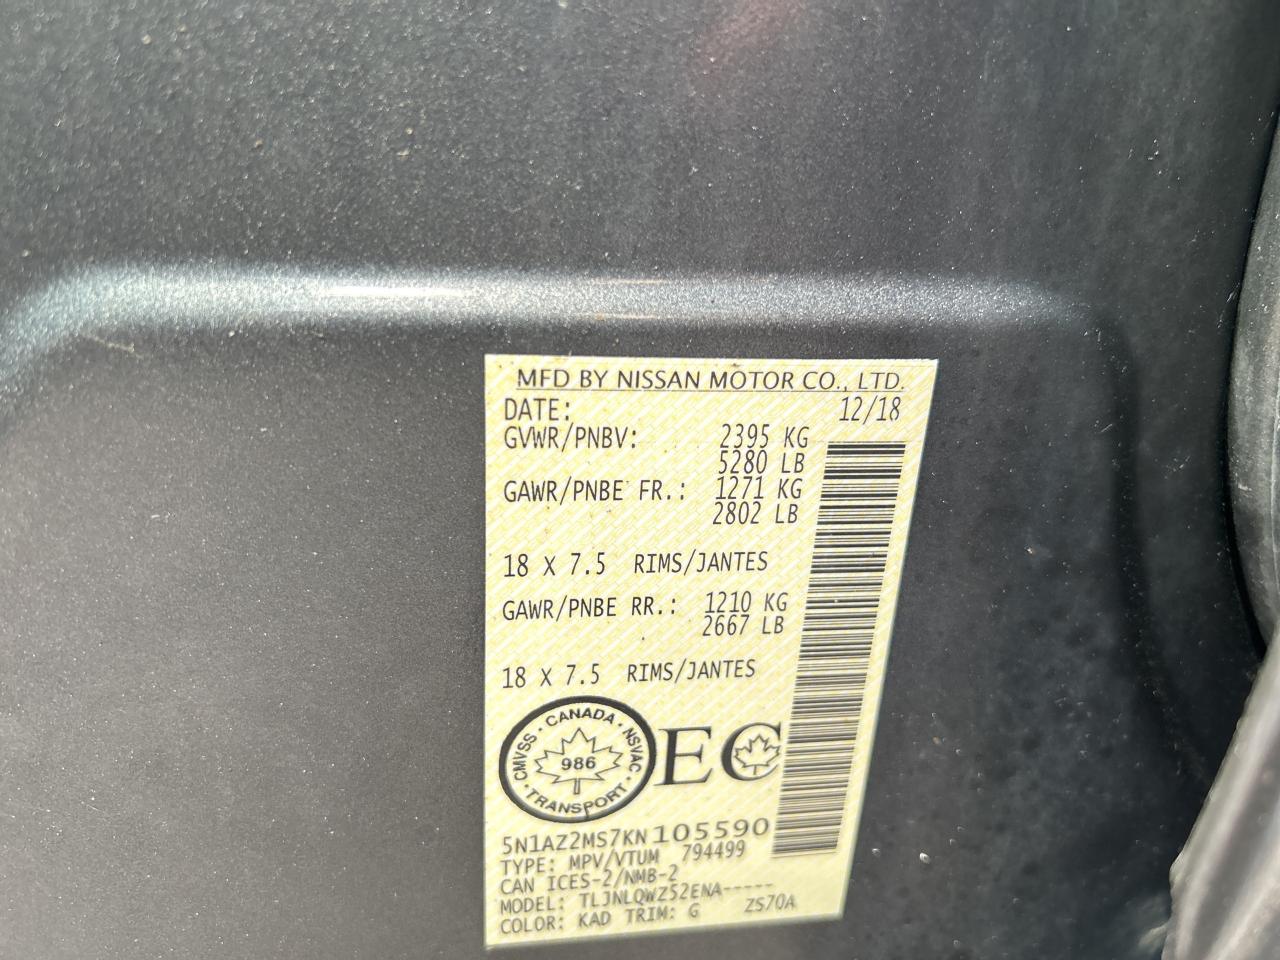 MFD BY NISSAN MOTOR CO., LTD.
DATE: 12/18
GVWR/PNBV: 2395 KG
5280 LB
GAWR/PNBE FR.: 1271 KG
2802 LB
18 X 7.5 RIMS/JANTES
GAWR/PNBE RR.: 1210 KG
2667 LB
18 X 7.5 RIMS/JANTES
CMVSS · CANADA · NSVAC · TRANSPORT ·
986
EC
5N1AZ2MS7KN105590
TYPE: MPV/VTUM 794499
CAN ICES-2/NMB-2
MODEL: TLJNLQWZ52ENA-----
COLOR: KAD TRIM: G ZS70A